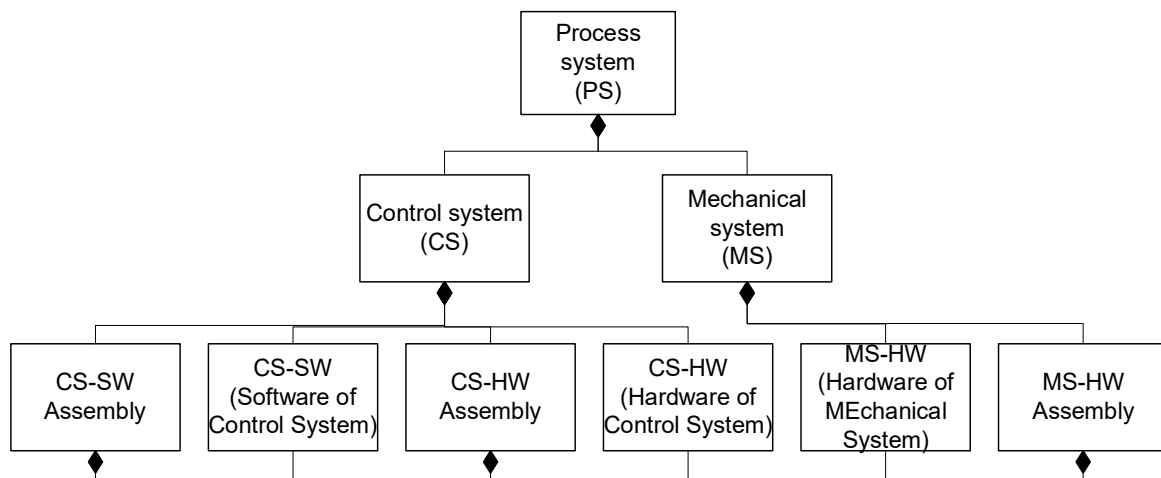 Process
system
(PS)
Control system
(CS)
Mechanical
system
(MS)
CS-SW
Assembly
CS-SW
(Software of
Control System)
CS-HW
Assembly
CS-HW
(Hardware of
Control System)
MS-HW
(Hardware of
MEchanical
System)
MS-HW
Assembly